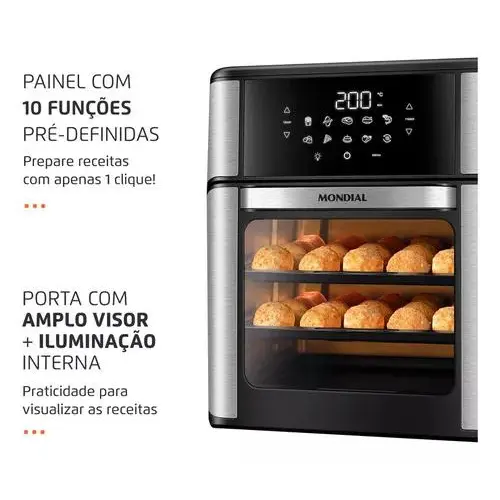 PAINEL COM
10 FUNÇÕES
PRÉ-DEFINIDAS
Prepare receitas
com apenas 1 clique!
200°C
MONDIAL
PORTA COM
AMPLO VISOR
+ ILUMINAÇÃO
INTERNA
Praticidade para
visualizar as receitas